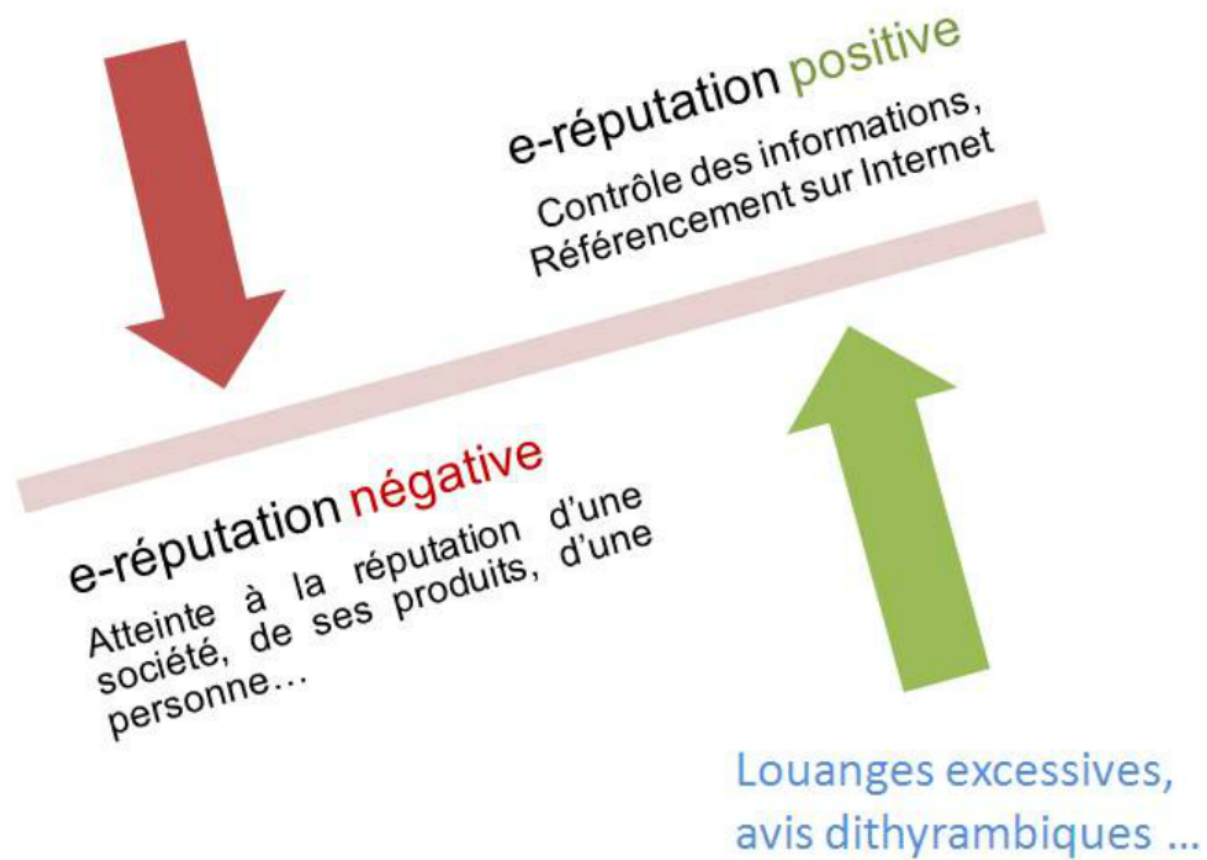 e-réputation positive
Contrôle des informations,
Référencement sur Internet
e-réputation négative
Atteinte à la réputation d’une
société, de ses produits, d’une
personne…
Louanges excessives,
avis dithyrambiques ...